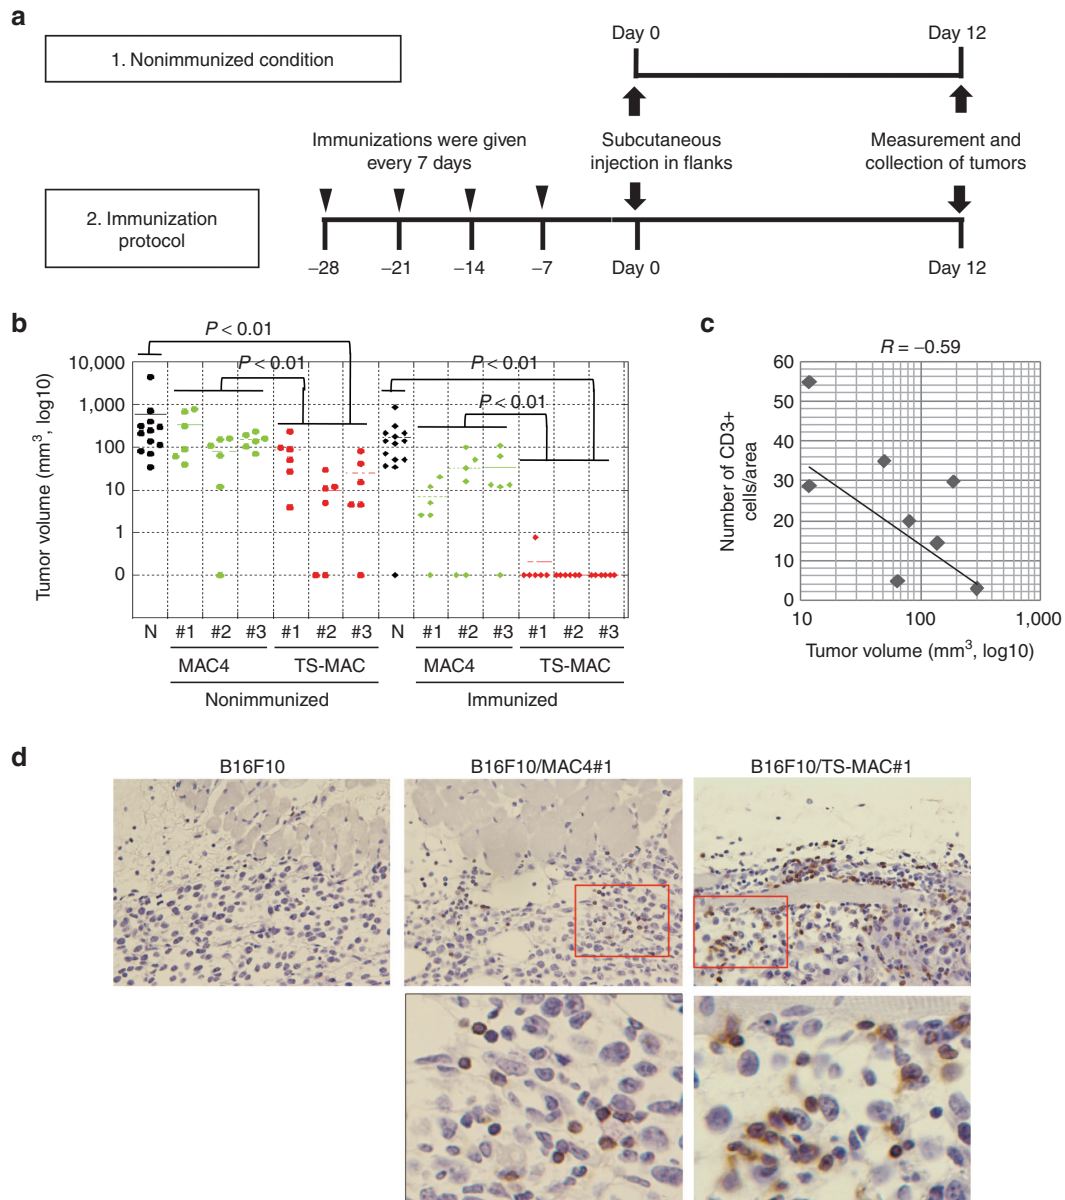 a
1. Nonimmunized condition
Day 0
Day 12
Immunizations were given
every 7 days
Subcutaneous
injection in flanks
Measurement and
collection of tumors
2. Immunization
protocol
–28
–21
–14
–7
Day 0
Day 12
b
P < 0.01
P < 0.01
P < 0.01
P < 0.01
Tumor volume (mm³, log10)
10,000
1,000
100
10
1
0
N #1 #2 #3 #1 #2 #3 N #1 #2 #3 #1 #2 #3
MAC4 TS-MAC MAC4 TS-MAC
Nonimmunized Immunized
c
R = –0.59
Number of CD3+
cells/area
60
50
40
30
20
10
0
10 100 1,000
Tumor volume (mm³, log10)
d
B16F10
B16F10/MAC4#1
B16F10/TS-MAC#1